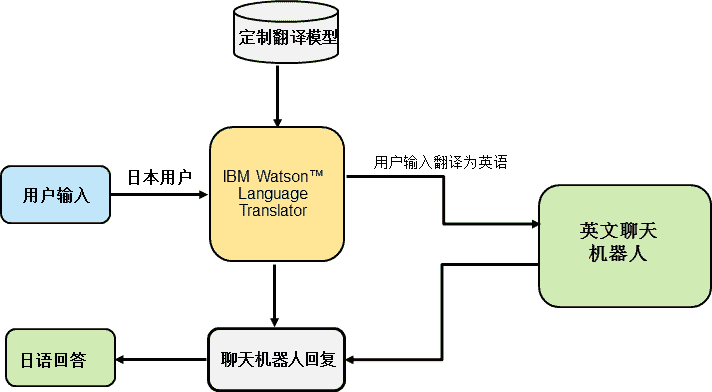 定制翻译模型
用户输入翻译为英语
日本用户
IBM Watson™
Language
Translator
用户输入
英文聊天
机器人
日语回答
聊天机器人回复